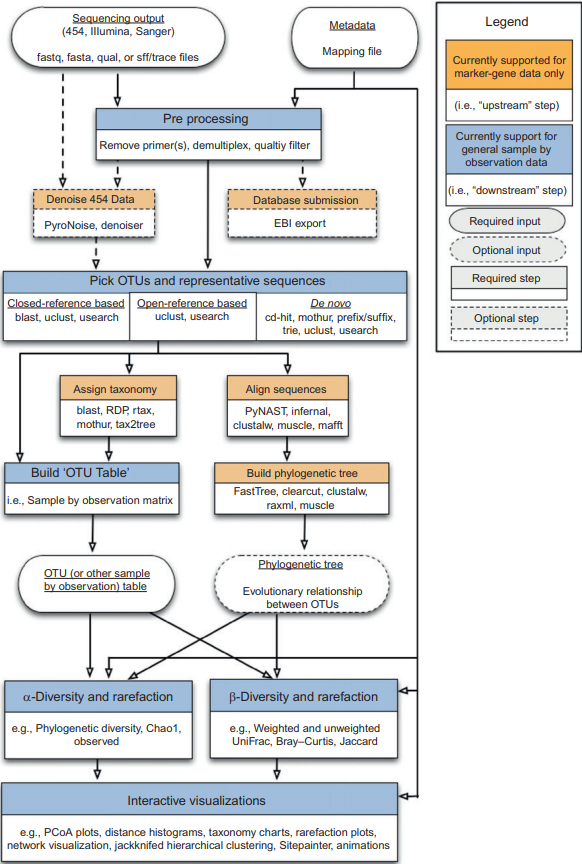 Sequencing output
(454, Illumina, Sanger)
fastq, fasta, qual, or sff/trace files
Metadata
Mapping file
Legend
Currently supported for
marker-gene data only
(i.e., “upstream” step)
Currently support for
general sample by
observation data
(i.e., “downstream” step)
Required input
Optional input
Required step
Optional step
Pre processing
Remove primer(s), demultiplex, qualtiy filter
Denoise 454 Data
PyroNoise, denoiser
Database submission
EBI export
Pick OTUs and representative sequences
Closed-reference based
blast, uclust, usearch
Open-reference based
uclust, usearch
De novo
cd-hit, mothur, prefix/suffix,
trie, uclust, usearch
Assign taxonomy
blast, RDP, rtax,
mothur, tax2tree
Align sequences
PyNAST, infernal,
clustalw, muscle, mafft
Build ‘OTU Table’
i.e., Sample by observation matrix
Build phylogenetic tree
FastTree, clearcut, clustalw,
raxml, muscle
OTU (or other sample
by observation) table
Phylogenetic tree
Evolutionary relationship
between OTUs
α-Diversity and rarefaction
e.g., Phylogenetic diversity, Chao1,
observed
β-Diversity and rarefaction
e.g., Weighted and unweighted
UniFrac, Bray–Curtis, Jaccard
Interactive visualizations
e.g., PCoA plots, distance histograms, taxonomy charts, rarefaction plots,
network visualization, jackknifed hierarchical clustering, Sitepainter, animations